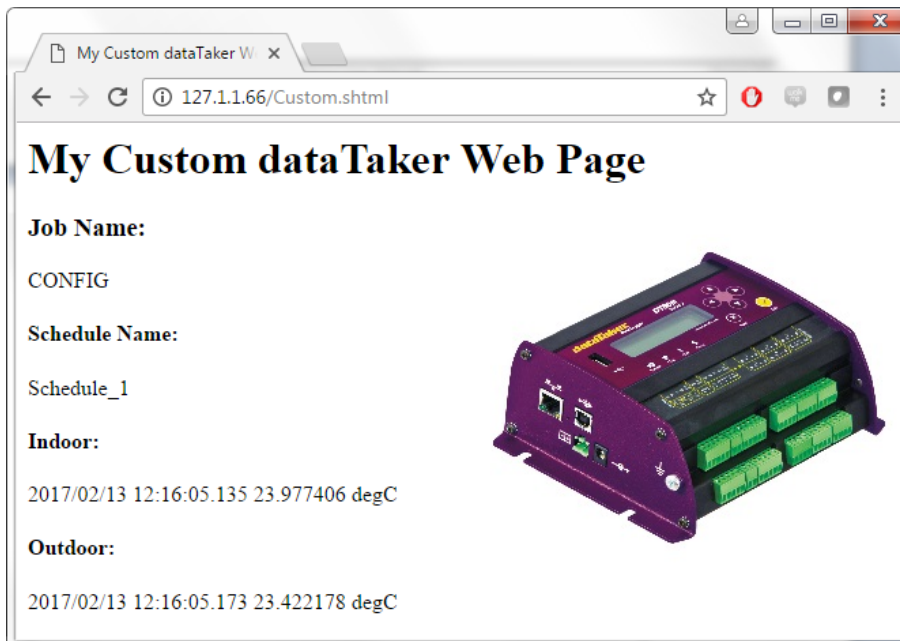 My Custom dataTaker W
127.1.1.66/Custom.shtml
My Custom dataTaker Web Page
Job Name:
CONFIG
Schedule Name:
Schedule_1
Indoor:
2017/02/13 12:16:05.135 23.977406 degC
Outdoor:
2017/02/13 12:16:05.173 23.422178 degC
dataTaker